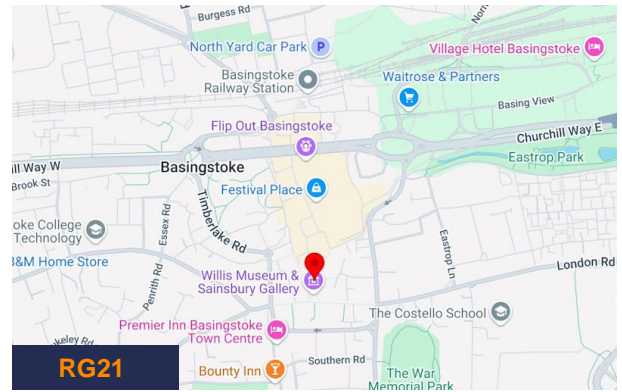 Burgess Rd
North Yard Car Park
P
Village Hotel Basingstoke
Basingstoke
Railway Station
Waitrose & Partners
Basing View
Flip Out Basingstoke
Churchill Way E
Eastrop Park
ill Way W
Basingstoke
Brook St
Festival Place
Timberlake Rd
Essex Rd
oke College
Technology
Eastrop Ln
B&M Home Store
Penrith Rd
London Rd
Willis Museum &
Sainsbury Gallery
The Costello School
Premier Inn Basingstoke
Town Centre
Southern Rd
Bounty Inn
The War
Memorial Park
RG21